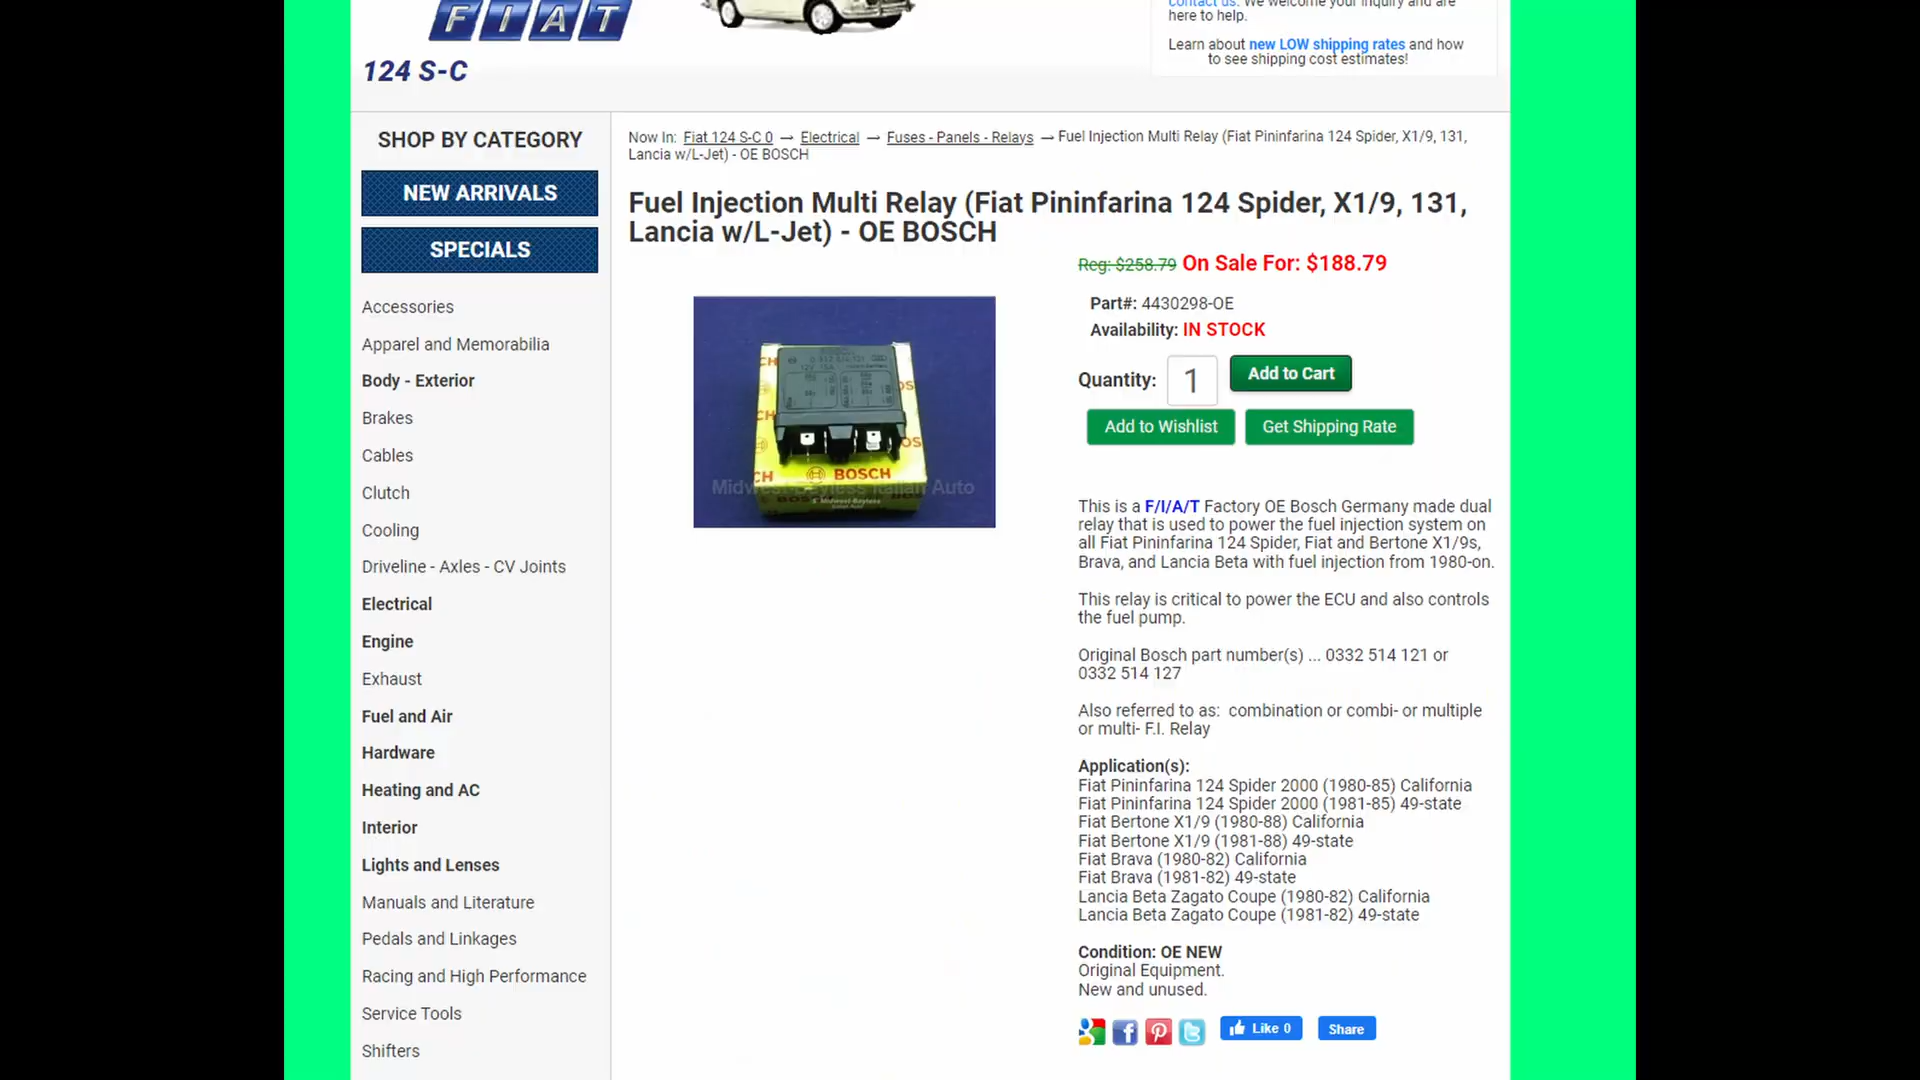 FIAT
124 S-C
contact us. We welcome your inquiry and are
here to help.
Learn about new LOW shipping rates and how
to see shipping cost estimates!
SHOP BY CATEGORY
NEW ARRIVALS
SPECIALS
Accessories
Apparel and Memorabilia
Body - Exterior
Brakes
Cables
Clutch
Cooling
Driveline - Axles - CV Joints
Electrical
Engine
Exhaust
Fuel and Air
Hardware
Heating and AC
Interior
Lights and Lenses
Manuals and Literature
Pedals and Linkages
Racing and High Performance
Service Tools
Shifters
Now In: Fiat 124 S-C 0 → Electrical → Fuses - Panels - Relays → Fuel Injection Multi Relay (Fiat Pininfarina 124 Spider, X1/9, 131,
Lancia w/L-Jet) - OE BOSCH
Fuel Injection Multi Relay (Fiat Pininfarina 124 Spider, X1/9, 131,
Lancia w/L-Jet) - OE BOSCH
BOSCH
Midwest-Bayless Italian Auto
Reg: $258.79 On Sale For: $188.79
Part#: 4430298-OE
Availability: IN STOCK
Quantity: 1 Add to Cart
Add to Wishlist Get Shipping Rate
This is a F/I/A/T Factory OE Bosch Germany made dual
relay that is used to power the fuel injection system on
all Fiat Pininfarina 124 Spider, Fiat and Bertone X1/9s,
Brava, and Lancia Beta with fuel injection from 1980-on.
This relay is critical to power the ECU and also controls
the fuel pump.
Original Bosch part number(s) ... 0332 514 121 or
0332 514 127
Also referred to as: combination or combi- or multiple
or multi- F.I. Relay
Application(s):
Fiat Pininfarina 124 Spider 2000 (1980-85) California
Fiat Pininfarina 124 Spider 2000 (1981-85) 49-state
Fiat Bertone X1/9 (1980-88) California
Fiat Bertone X1/9 (1981-88) 49-state
Fiat Brava (1980-82) California
Fiat Brava (1981-82) 49-state
Lancia Beta Zagato Coupe (1980-82) California
Lancia Beta Zagato Coupe (1981-82) 49-state
Condition: OE NEW
Original Equipment.
New and unused.
Like 0
Share